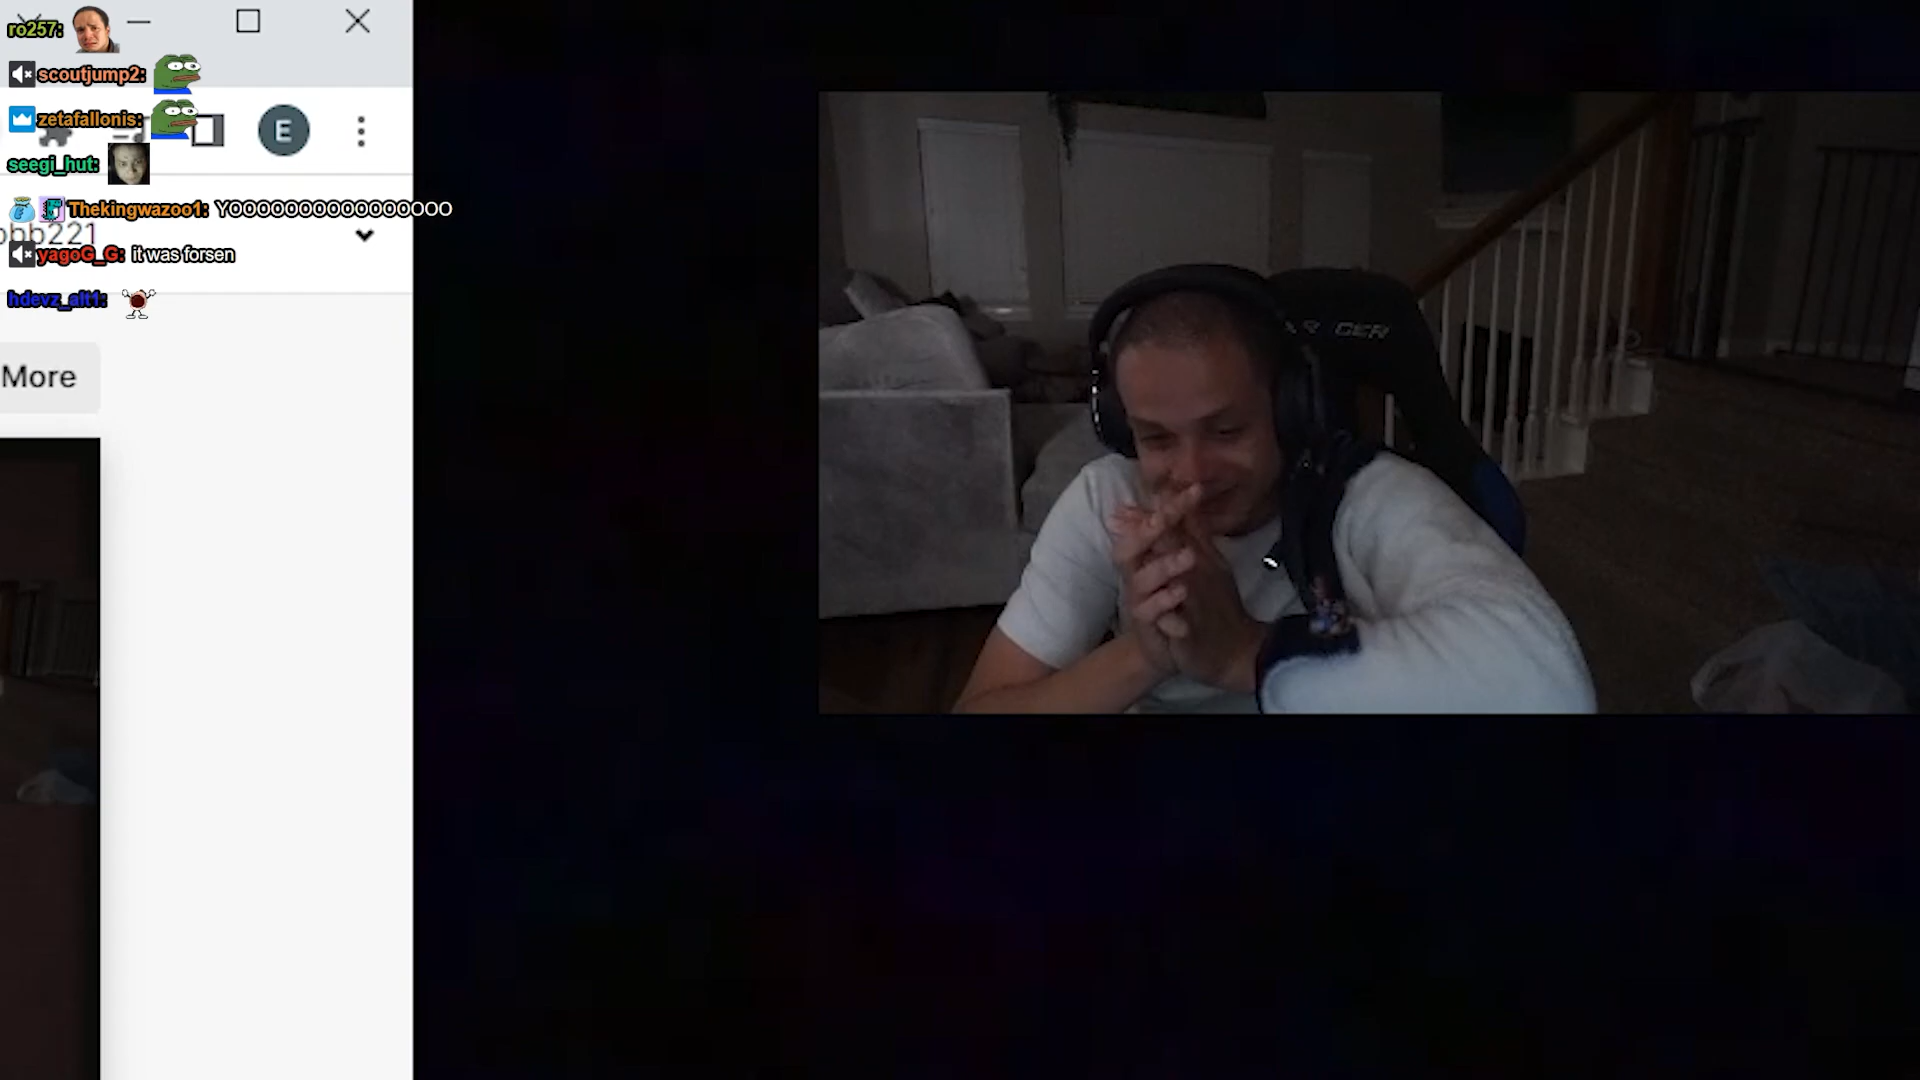 ro257:
scoutjump2:
zetafallonis:
E
seegi_hut:
Thekingwazoo1: YOOOOOOOOOOOOOOOO
bb221
yagoG_G: it was forsen
hdevz_alt1:
More